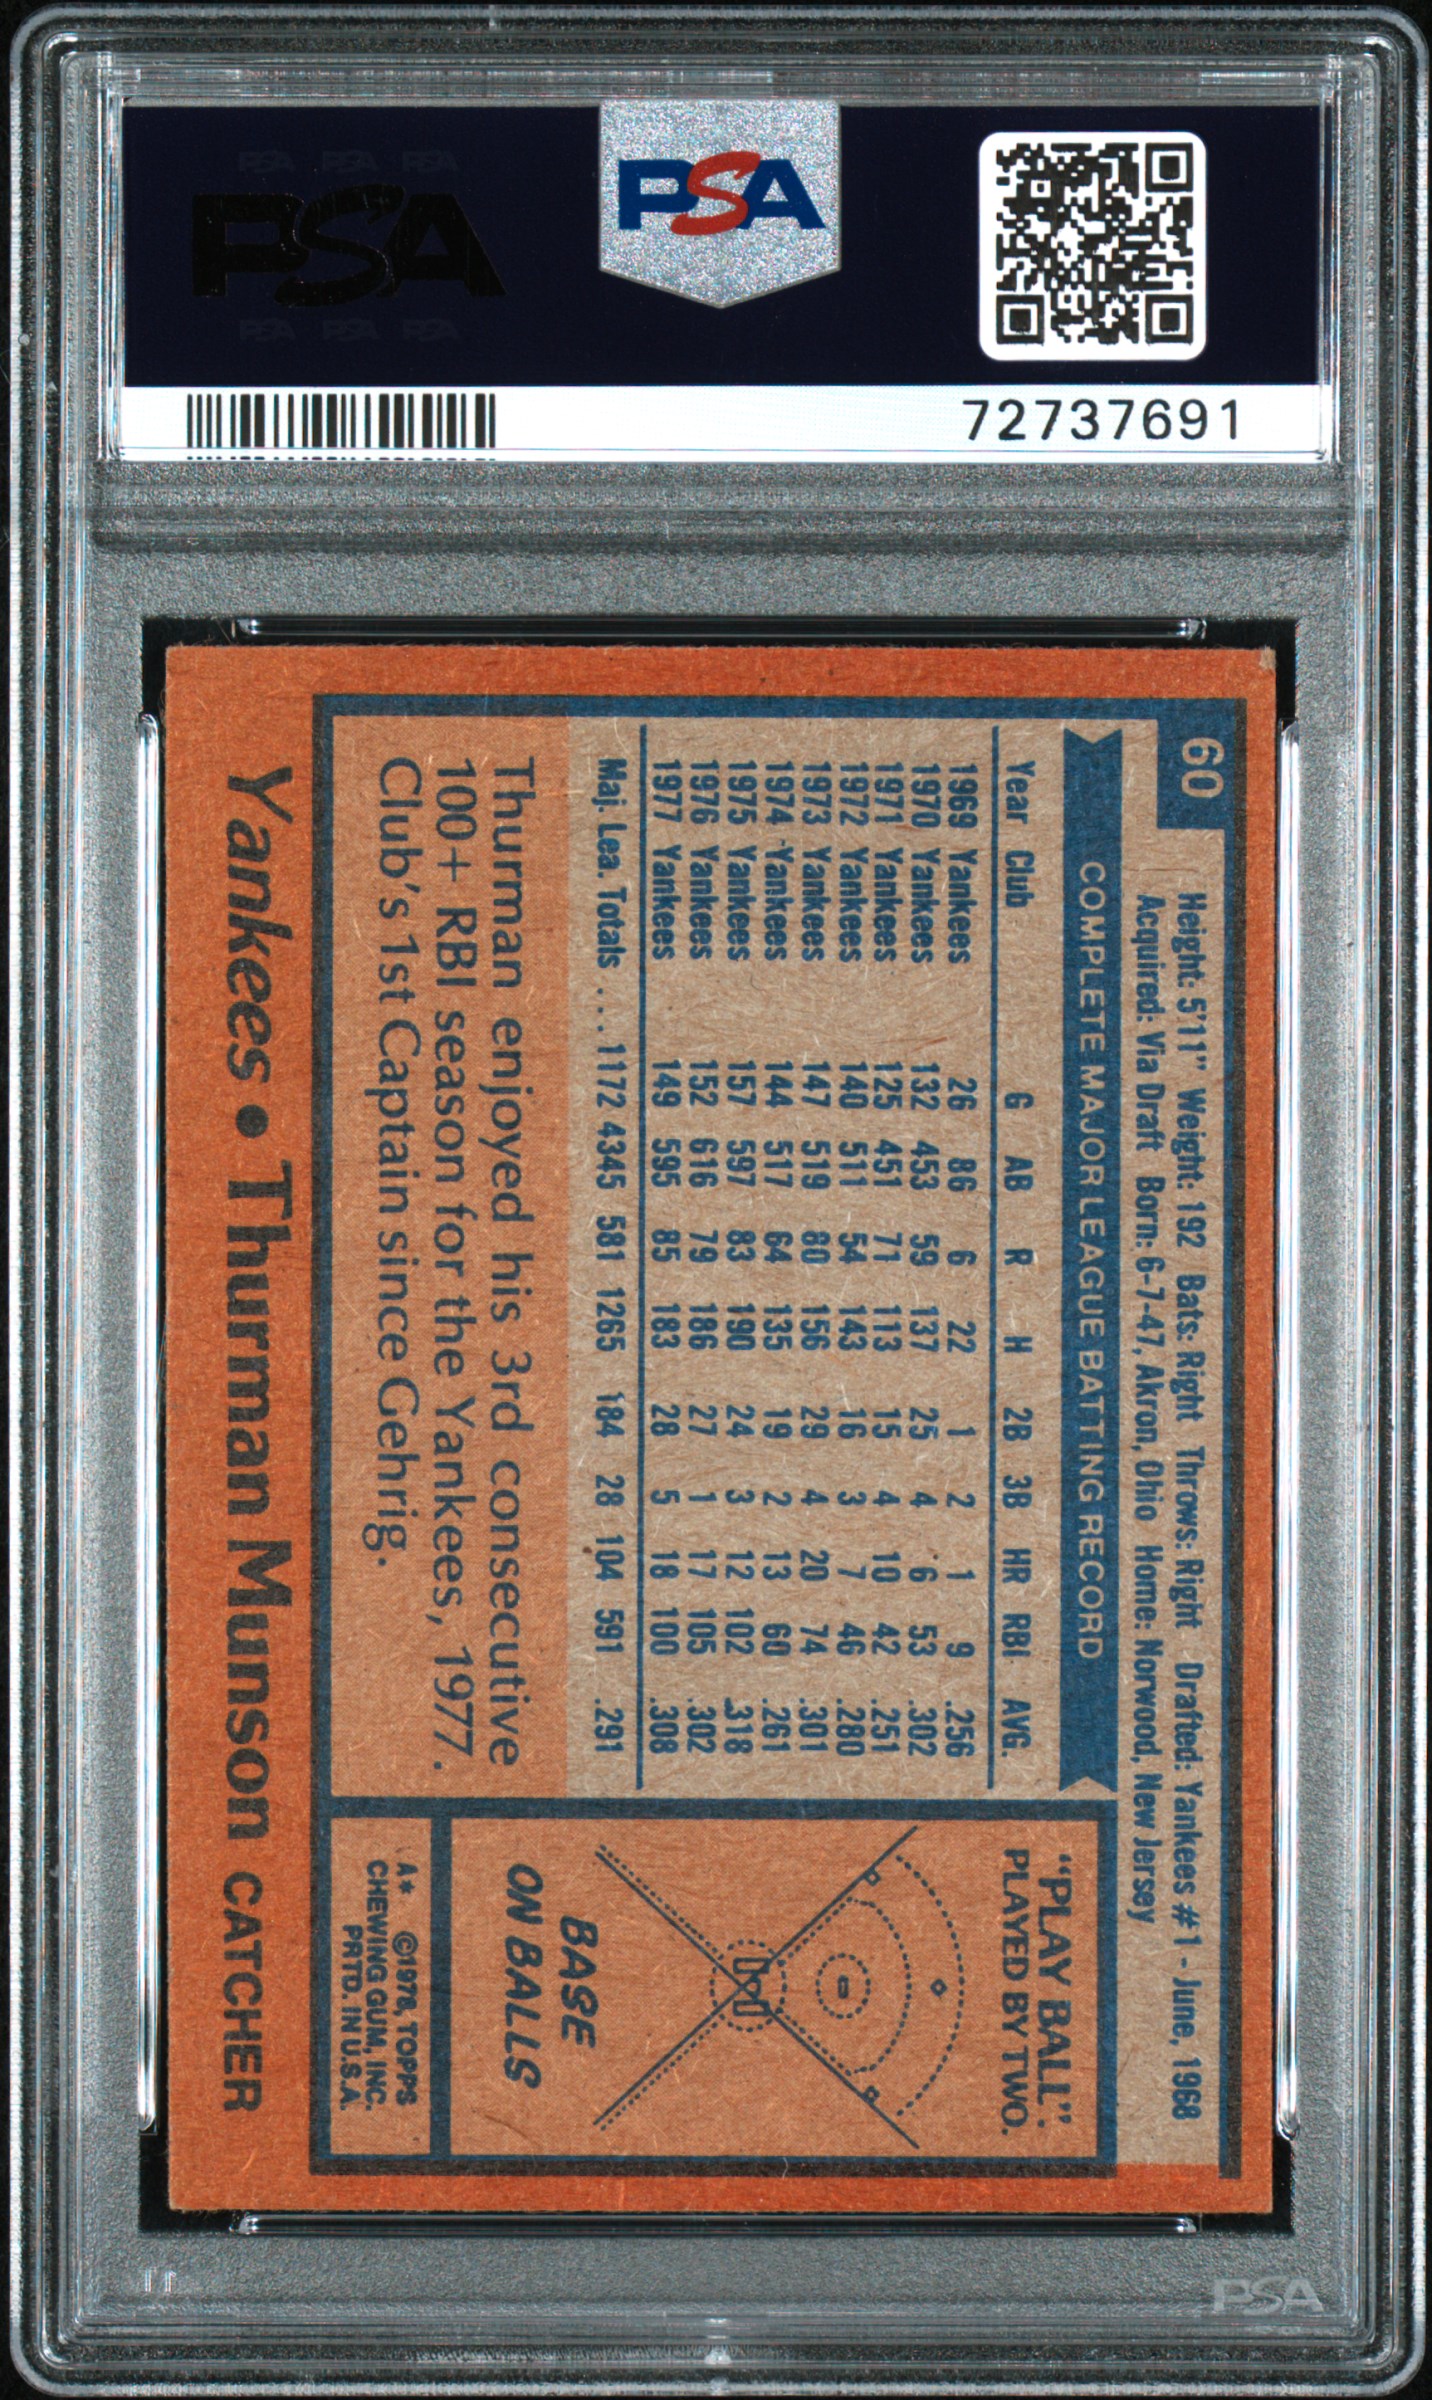 PSA PSA PSA
PSA
PSA PSA PSA
PSA
72737691
60
Height: 5'11" Weight: 192 Bats: Right Throws: Right Drafted: Yankees #1 - June, 1968
Acquired: Via Draft Born: 6-7-47, Akron, Ohio Home: Norwood, New Jersey
COMPLETE MAJOR LEAGUE BATTING RECORD
Year Club G AB R H 2B 3B HR RBI AVG.
1969 Yankees 26 86 6 22 1 2 1 9 .256
1970 Yankees 132 453 59 137 25 4 6 53 .302
1971 Yankees 125 451 71 113 15 4 10 42 .251
1972 Yankees 140 511 54 143 16 3 7 46 .280
1973 Yankees 147 519 80 156 29 4 20 74 .301
1974 Yankees 144 517 64 135 19 2 13 60 .261
1975 Yankees 157 597 83 190 24 3 12 102 .318
1976 Yankees 152 616 79 186 27 1 17 105 .302
1977 Yankees 149 595 85 183 28 5 18 100 .308
Maj. Lea. Totals .... 1172 4345 581 1265 184 28 104 591 .291
Thurman enjoyed his 3rd consecutive
100+ RBI season for the Yankees, 1977.
Club's 1st Captain since Gehrig.
"PLAY BALL":
PLAYED BY TWO.
BASE
ON BALLS
A* ©1978, TOPPS
CHEWING GUM, INC.
PRTD. IN U.S.A.
Yankees • Thurman Munson CATCHER
PSA